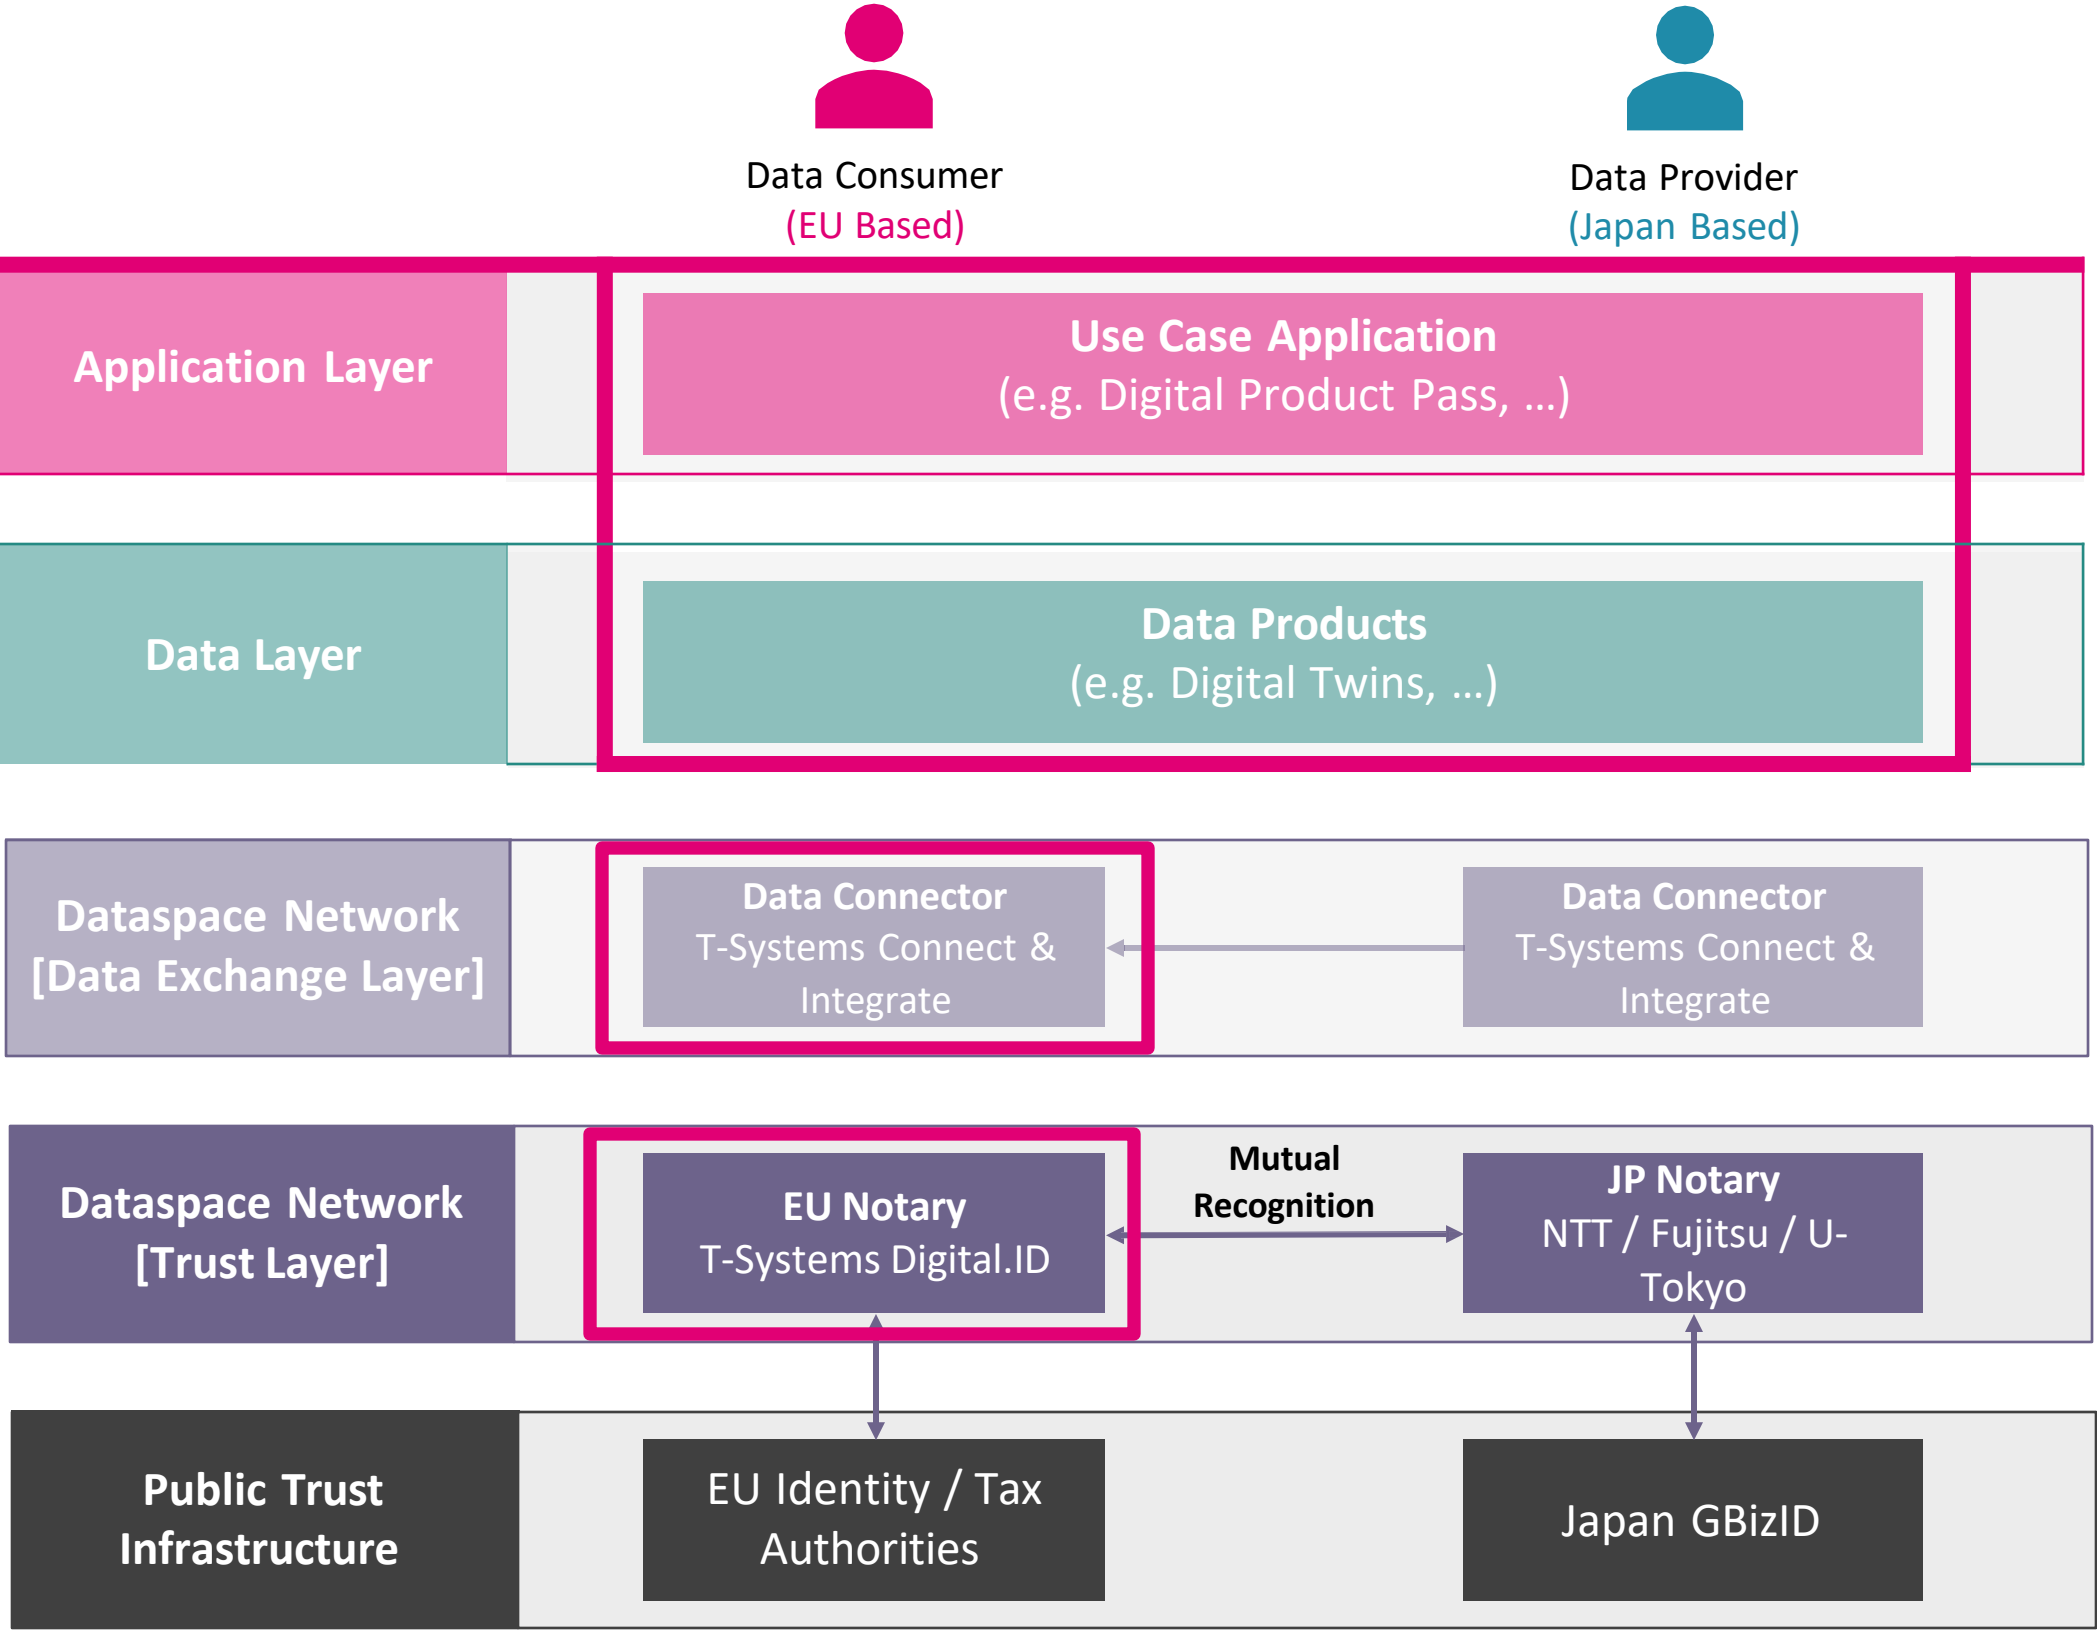 Data Consumer
(EU Based)
Data Provider
(Japan Based)
Application Layer
Use Case Application
(e.g. Digital Product Pass, ...)
Data Layer
Data Products
(e.g. Digital Twins, ...)
Dataspace Network
[Data Exchange Layer]
Data Connector
T-Systems Connect &
Integrate
Data Connector
T-Systems Connect &
Integrate
Dataspace Network
[Trust Layer]
EU Notary
T-Systems Digital.ID
Mutual
Recognition
JP Notary
NTT / Fujitsu / U-
Tokyo
Public Trust
Infrastructure
EU Identity / Tax
Authorities
Japan GBizID